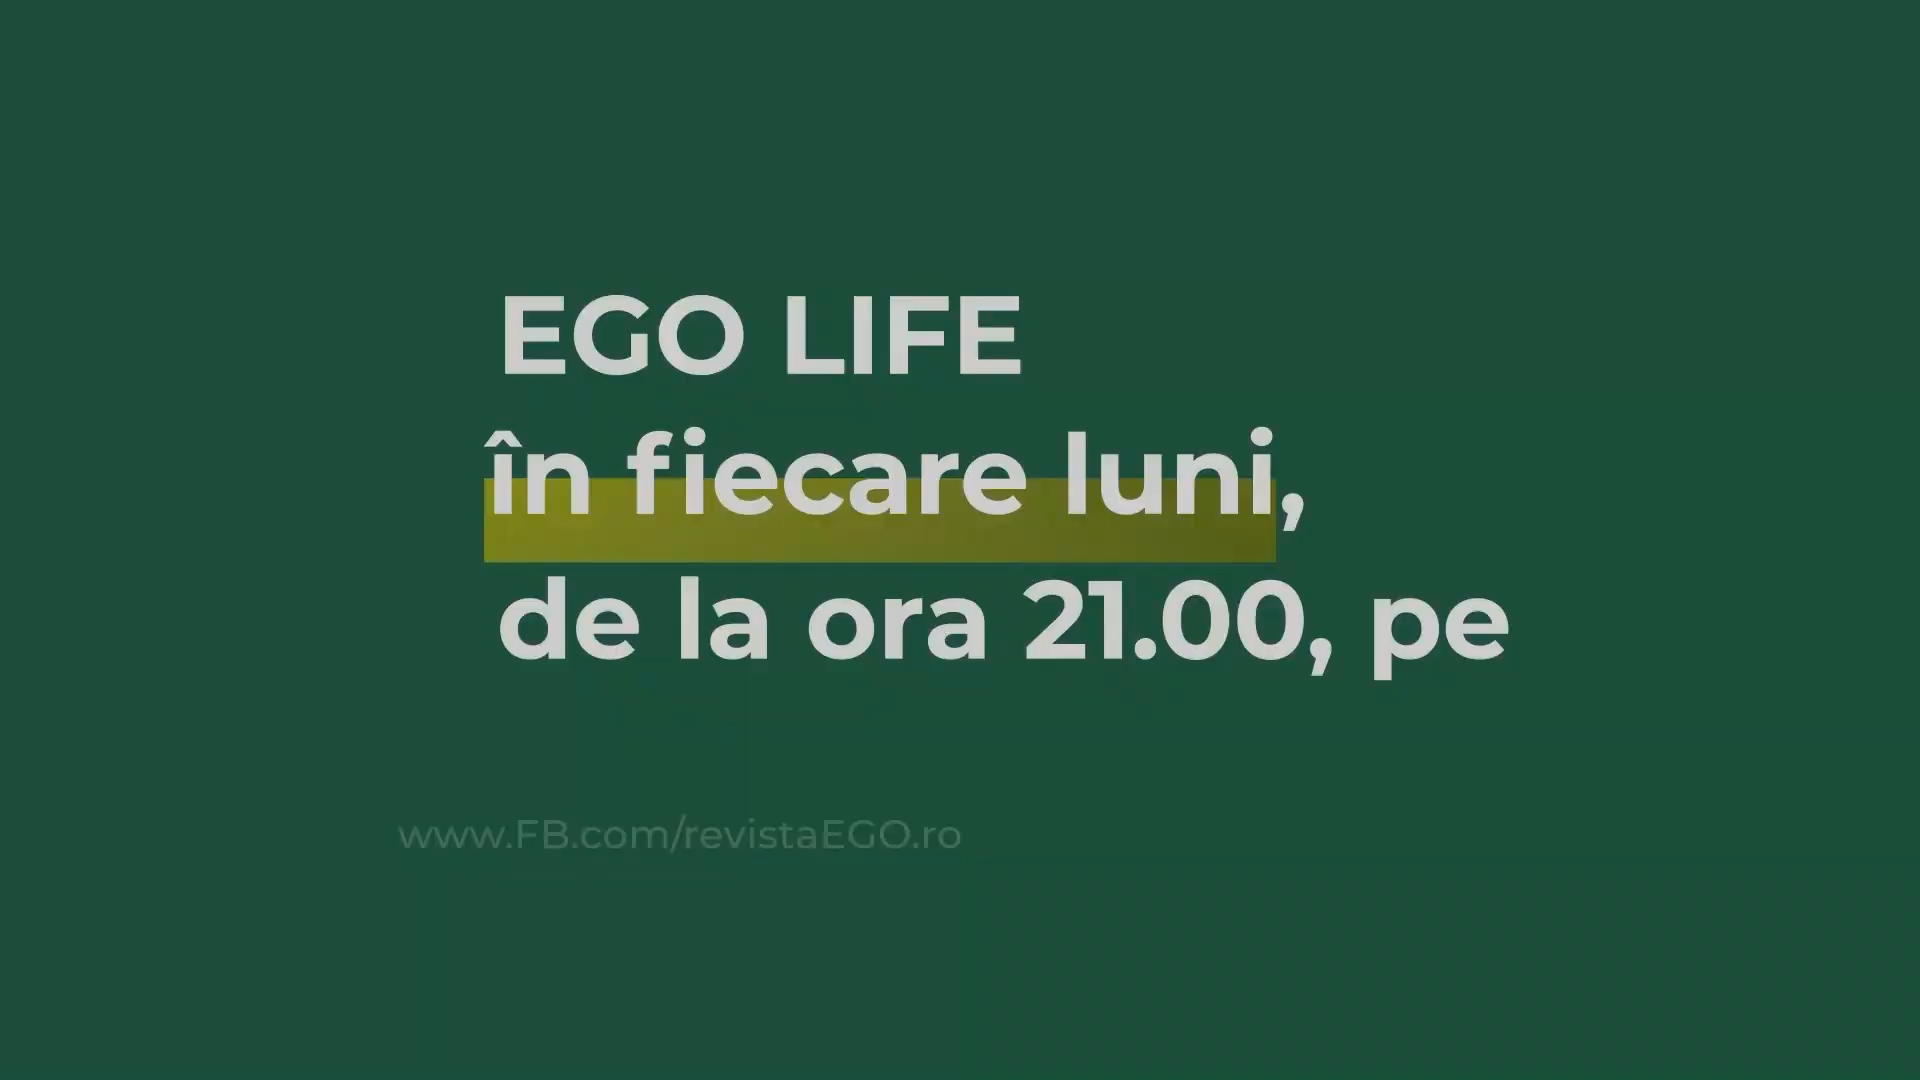 EGO LIFE
în fiecare luni,
de la ora 21.00, pe
www.FB.com/revistaEGO.ro